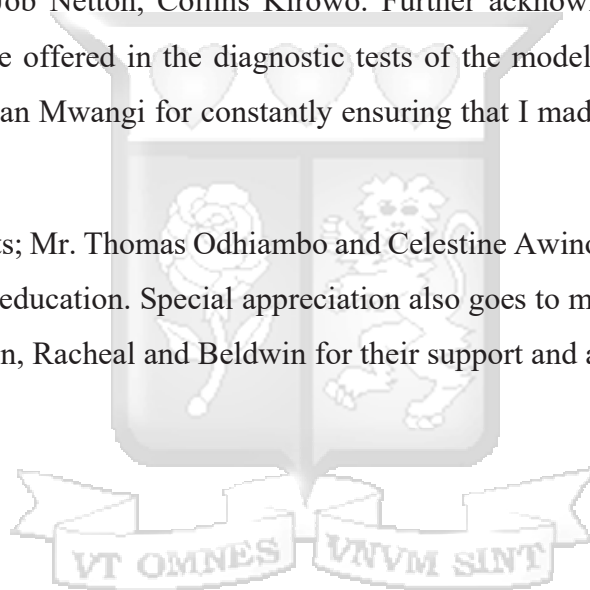 Job Netton, Collins Kirowo. Further acknow
e offered in the diagnostic tests of the model
an Mwangi for constantly ensuring that I mad
ts; Mr. Thomas Odhiambo and Celestine Awino
education. Special appreciation also goes to m
n, Racheal and Beldwin for their support and a
VT OMNES VNVM SINT